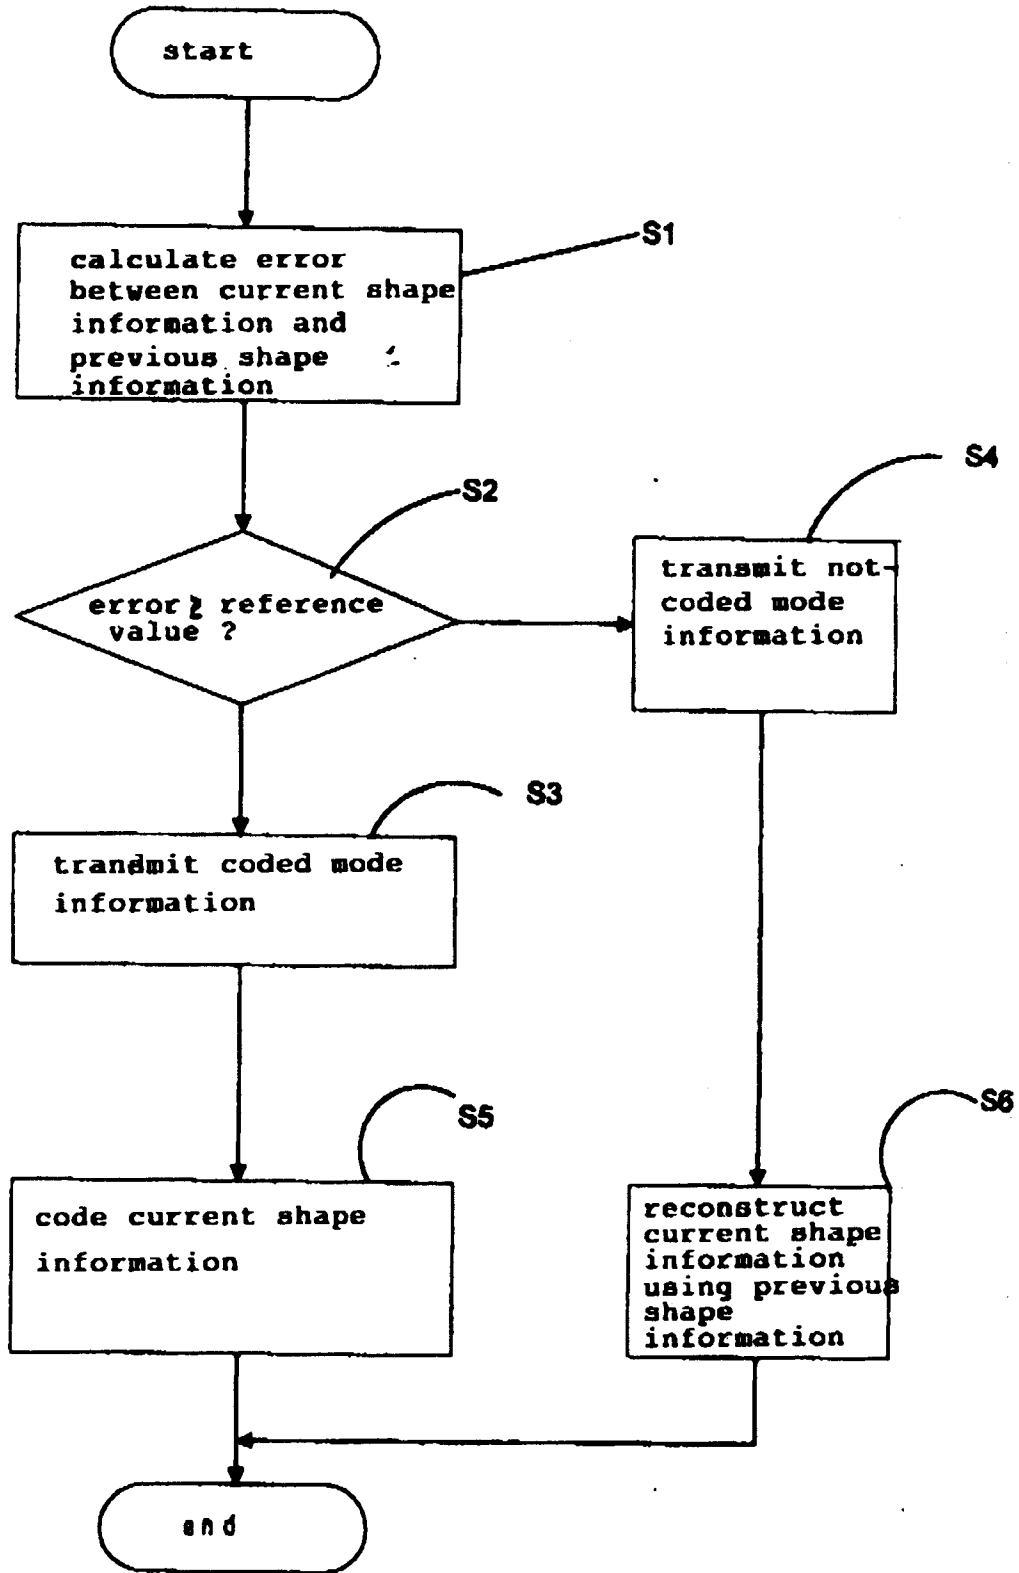 start
S1
calculate error
between current shape
information and
previous shape
information
S2
error ≧ reference
value ?
S4
transmit not-
coded mode
information
S3
trandmit coded mode
information
S5
code current shape
information
S6
reconstruct
current shape
information
using previous
shape
information
end